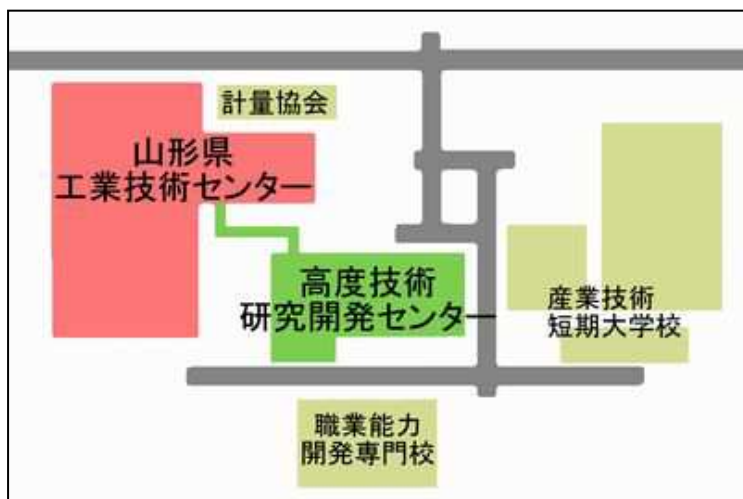 計量協会
山形県
工業技術センター
高度技術
研究開発センター
産業技術
短期大学校
職業能力
開発専門校